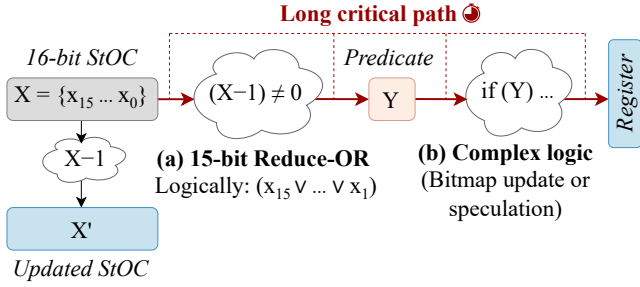 Long critical path
16-bit StOC
Predicate
X = {x15 ... x0}
(X−1) ≠ 0
Y
if (Y) ...
Register
X−1
(a) 15-bit Reduce-OR
Logically: (x15 ∨ ... ∨ x1)
(b) Complex logic
(Bitmap update or
speculation)
X'
Updated StOC